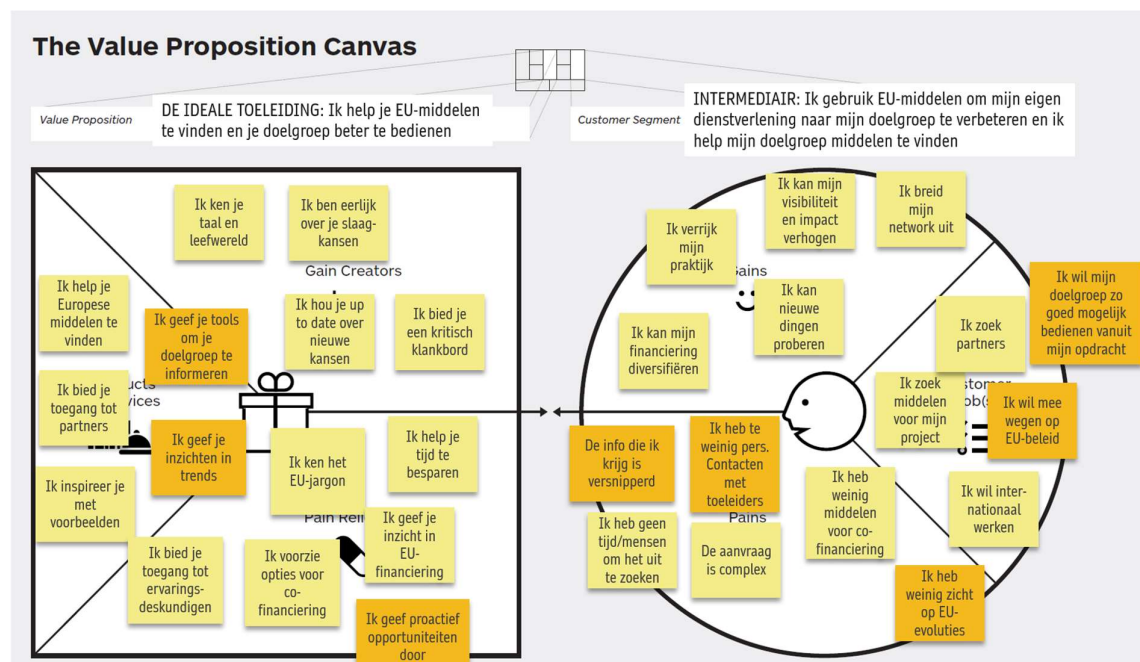 The Value Proposition Canvas
Value Proposition
DE IDEALE TOELEIDING: Ik help je EU-middelen
te vinden en je doelgroep beter te bedienen
Customer Segment
INTERMEDIAIR: Ik gebruik EU-middelen om mijn eigen
dienstverlening naar mijn doelgroep te verbeteren en ik
help mijn doelgroep middelen te vinden
Ik ken je
taal en
leefwereld
Ik ben eerlijk
over je slaag-
kansen
Gain Creators
Ik help je
Europese
middelen te
vinden
Ik geef je tools
om je
doelgroep te
informeren
Ik hou je up
to date over
nieuwe
kansen
Ik bied je
een kritisch
klankbord
Ik bied je
toegang tot
partners
Ik geef je
inzichten in
trends
Ik ken het
EU-jargon
Ik help je
tijd te
besparen
Ik inspireer je
met
voorbeelden
Pain
Ik bied je
toegang tot
ervarings-
deskundigen
Ik voorzie
opties voor
co-
financiering
Ik geef je
inzicht in
EU-
financiering
Ik geef proactief
opportuniteiten
door
Ik kan mijn
visibiliteit
en impact
verhogen
Ik breid
mijn
network uit
Ik verrijk
mijn
praktijk
Gains
Ik kan
nieuwe
dingen
proberen
Ik kan mijn
financiering
diversifiëren
Ik wil mijn
doelgroep zo
goed mogelijk
bedienen vanuit
mijn opdracht
Ik zoek
partners
Ik zoek
middelen
voor mijn
project
Ik wil mee
wegen op
EU-beleid
De info die ik
krijg is
versnipperd
Ik heb te
weinig pers.
Contacten
met
toeleiders
Pains
Ik heb
weinig
middelen
voor co-
financiering
Ik wil inter-
nationaal
werken
Ik heb geen
tijd/mensen
om het uit
te zoeken
De aanvraag
is complex
Ik heb
weinig zicht
op EU-
evoluties